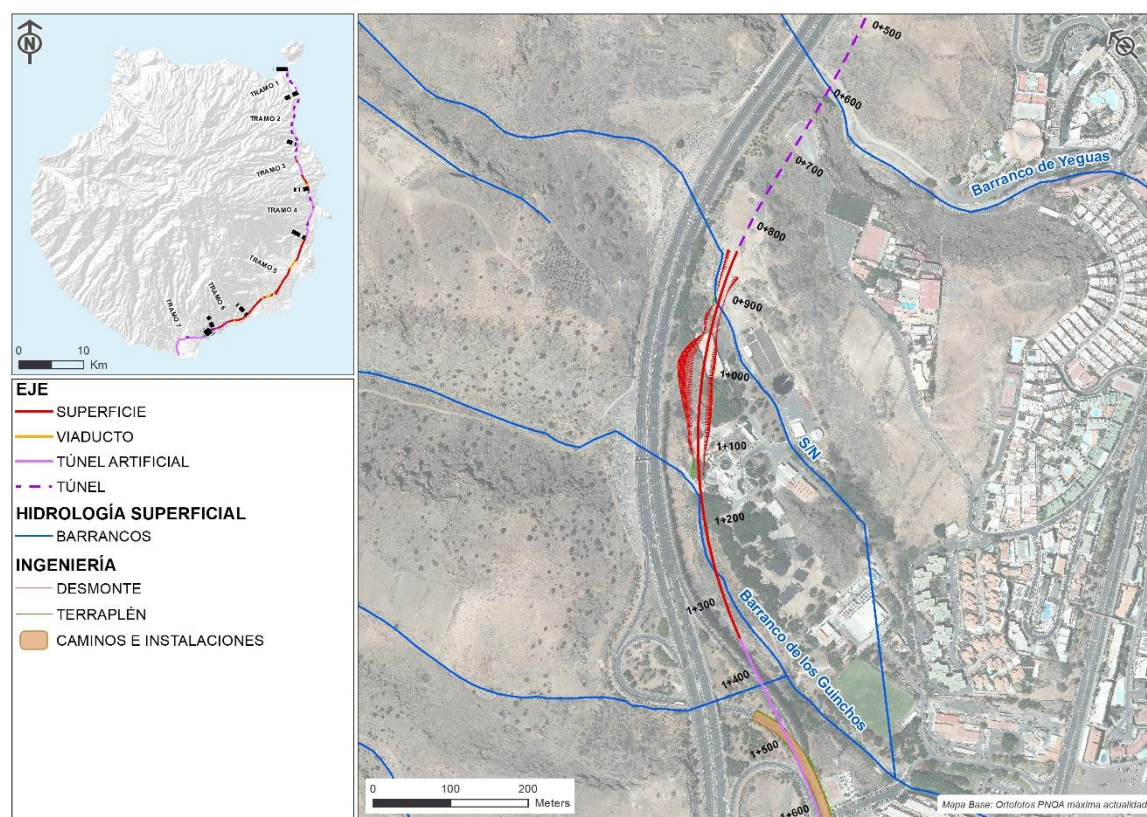 N
TRAMO 1
TRAMO 2
TRAMO 3
TRAMO 4
TRAMO 5
TRAMO 6
TRAMO 7
0 10
Km
EJE
SUPERFICIE
VIADUCTO
TÚNEL ARTIFICIAL
TÚNEL
HIDROLOGÍA SUPERFICIAL
BARRANCOS
INGENIERÍA
DESMONTE
TERRAPLÉN
CAMINOS E INSTALACIONES
N
0+500
0+600
Barranco de Yeguas
0+700
0+800
0+900
1+000
1+100
S/N
1+200
1+300
Barranco de los Guinchos
1+400
1+500
1+600
0 100 200
Meters
Mapa Base: Ortofotos PNOA máxima actualidad